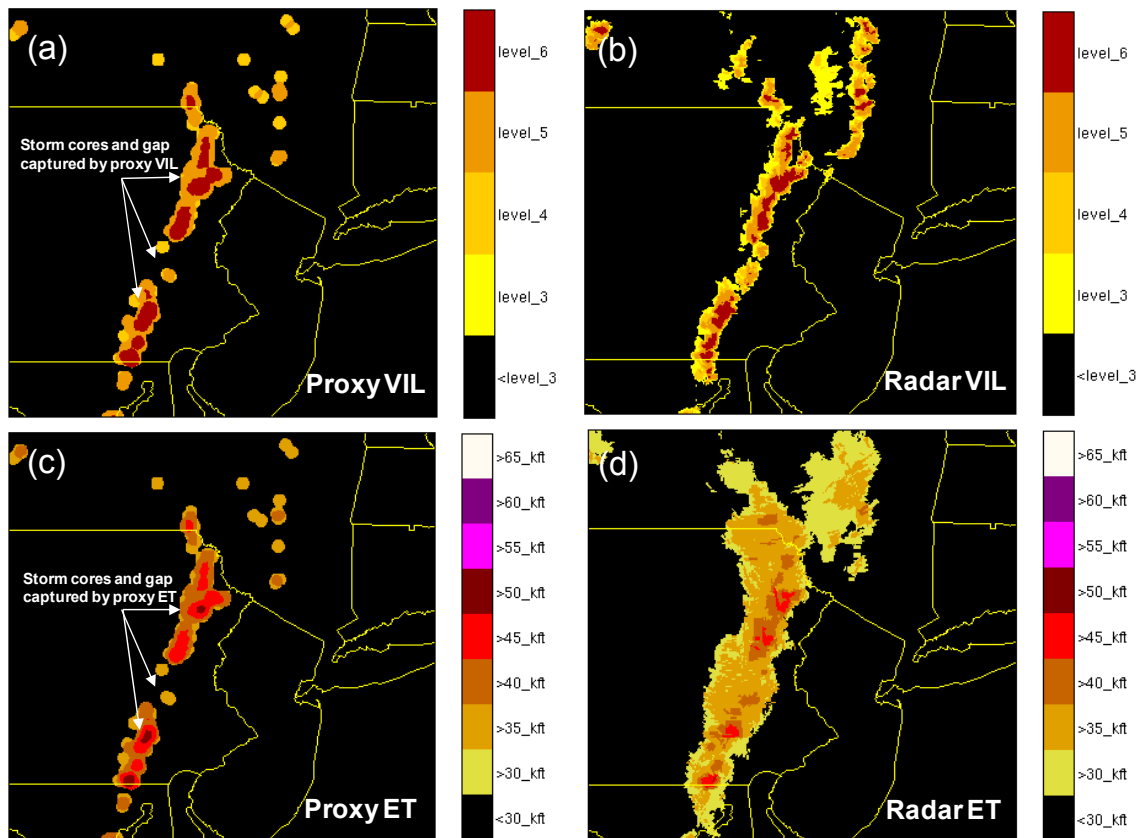 (a)
Storm cores and gap
captured by proxy VIL
Proxy VIL
level_6
level_5
level_4
level_3
<level_3
(b)
Radar VIL
level_6
level_5
level_4
level_3
<level_3
(c)
Storm cores and gap
captured by proxy ET
Proxy ET
>65_kft
>60_kft
>55_kft
>50_kft
>45_kft
>40_kft
>35_kft
>30_kft
<30_kft
(d)
Radar ET
>65_kft
>60_kft
>55_kft
>50_kft
>45_kft
>40_kft
>35_kft
>30_kft
<30_kft